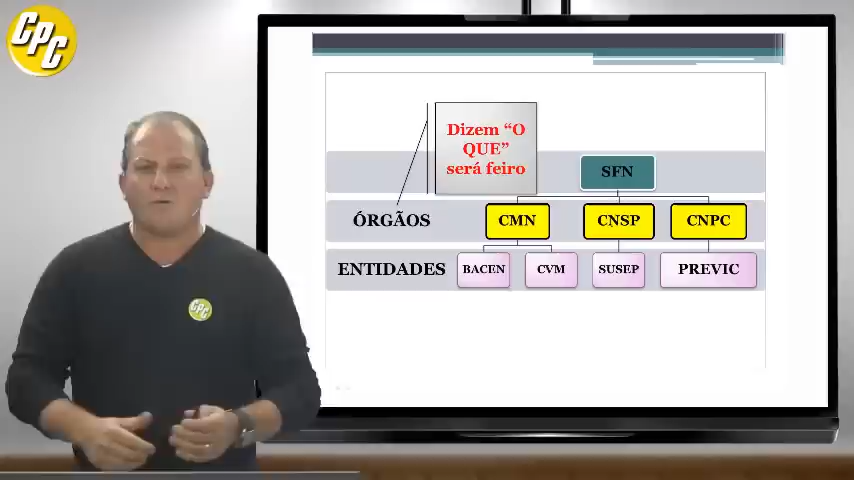 CPC
Dizem “O
QUE”
será feiro
SFN
ÓRGÃOS
CMN
CNSP
CNPC
ENTIDADES
BACEN
CVM
SUSEP
PREVIC
CPC